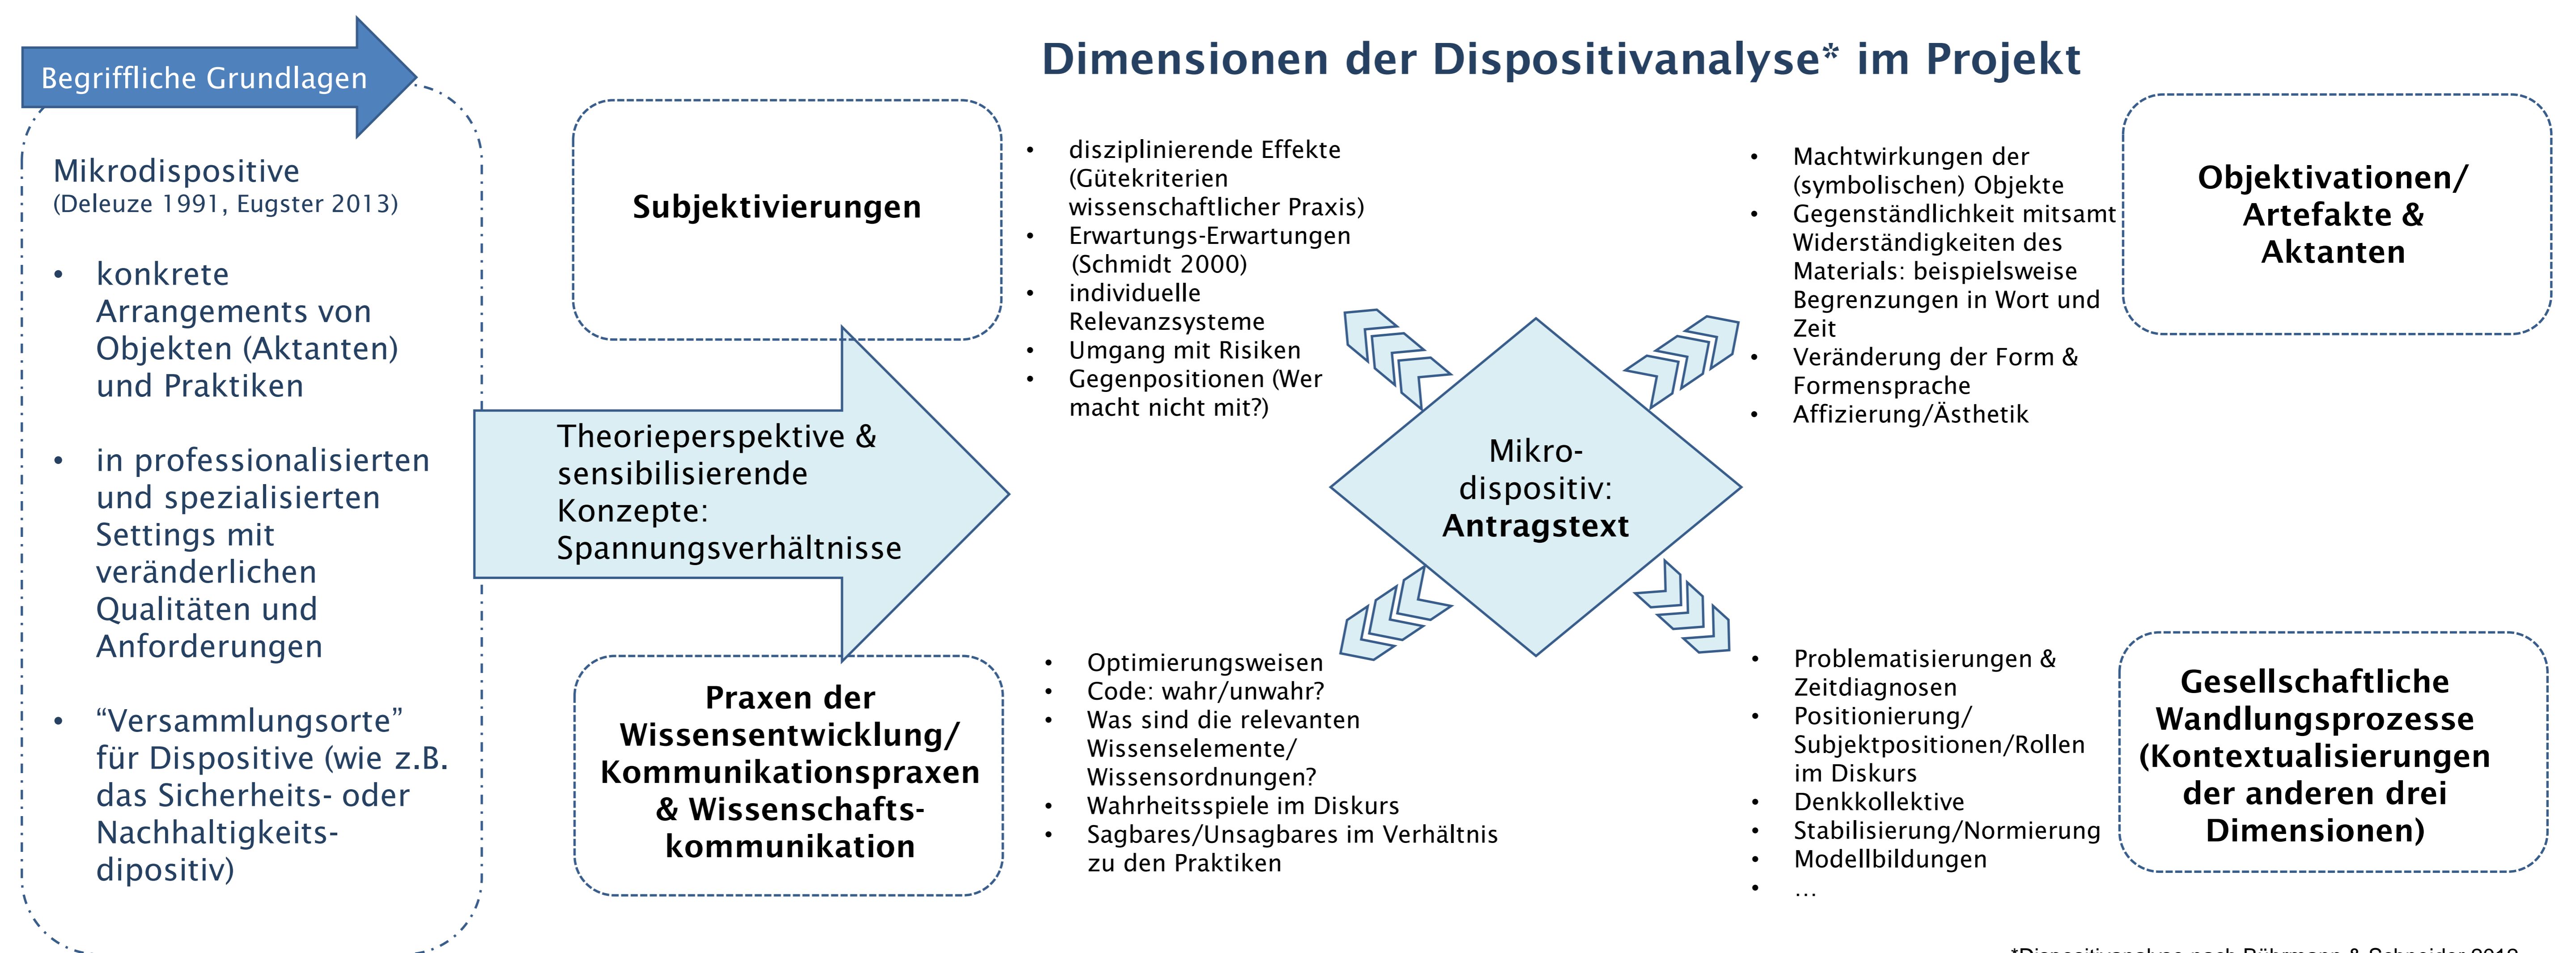 Dimensionen der Dispositivanalyse* im Projekt
Begriffliche Grundlagen
Mikrodispositive
(Deleuze 1991, Eugster 2013)
• konkrete
Arrangements von
Objekten (Aktanten)
und Praktiken
• in professionalisierten
und spezialisierten
Settings mit
veränderlichen
Qualitäten und
Anforderungen
• “Versammlungsorte”
für Dispositive (wie z.B.
das Sicherheits- oder
Nachhaltigkeits-
dipositiv)
Theorieperspektive &
sensibilisierende
Konzepte:
Spannungsverhältnisse
Subjektivierungen
• disziplinierende Effekte
(Gütekriterien
wissenschaftlicher Praxis)
• Erwartungs-Erwartungen
(Schmidt 2000)
• individuelle
Relevanzsysteme
• Umgang mit Risiken
• Gegenpositionen (Wer
macht nicht mit?)
Mikro-
dispositiv:
Antragstext
• Machtwirkungen der
(symbolischen) Objekte
• Gegenständlichkeit mitsamt
Widerständigkeiten des
Materials: beispielsweise
Begrenzungen in Wort und
Zeit
• Veränderung der Form &
Formensprache
• Affizierung/Ästhetik
Objektivationen/
Artefakte &
Aktanten
Praxen der
Wissensentwicklung/
Kommunikationspraxen
& Wissenschafts-
kommunikation
• Optimierungsweisen
• Code: wahr/unwahr?
• Was sind die relevanten
Wissenselemente/
Wissensordnungen?
• Wahrheitsspiele im Diskurs
• Sagbares/Unsagbares im Verhältnis
zu den Praktiken
• Problematisierungen &
Zeitdiagnosen
• Positionierung/
Subjektpositionen/Rollen
im Diskurs
• Denkkollektive
• Stabilisierung/Normierung
• Modellbildungen
• …
Gesellschaftliche
Wandlungsprozesse
(Kontextualisierungen
der anderen drei
Dimensionen)
*Dispositivanalyse nach Bührmann & Schneider 2012